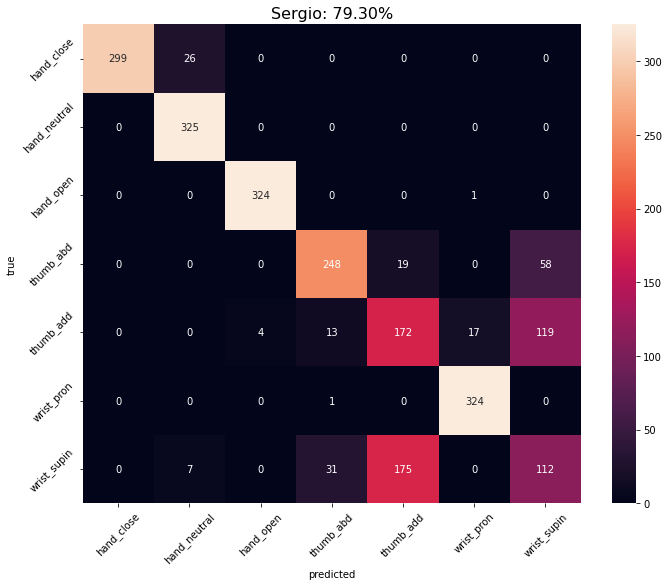 Sergio: 79.30%
hand_close 299 26 0 0 0 0 0
hand_neutral 0 325 0 0 0 0 0
hand_open 0 0 324 0 0 1 0
thumb_abd 0 0 0 248 19 0 58
thumb_add 0 0 4 13 172 17 119
wrist_pron 0 0 0 1 0 324 0
wrist_supin 0 7 0 31 175 0 112
hand_close hand_neutral hand_open thumb_abd thumb_add wrist_pron wrist_supin
predicted
true
300
250
200
150
100
50
0